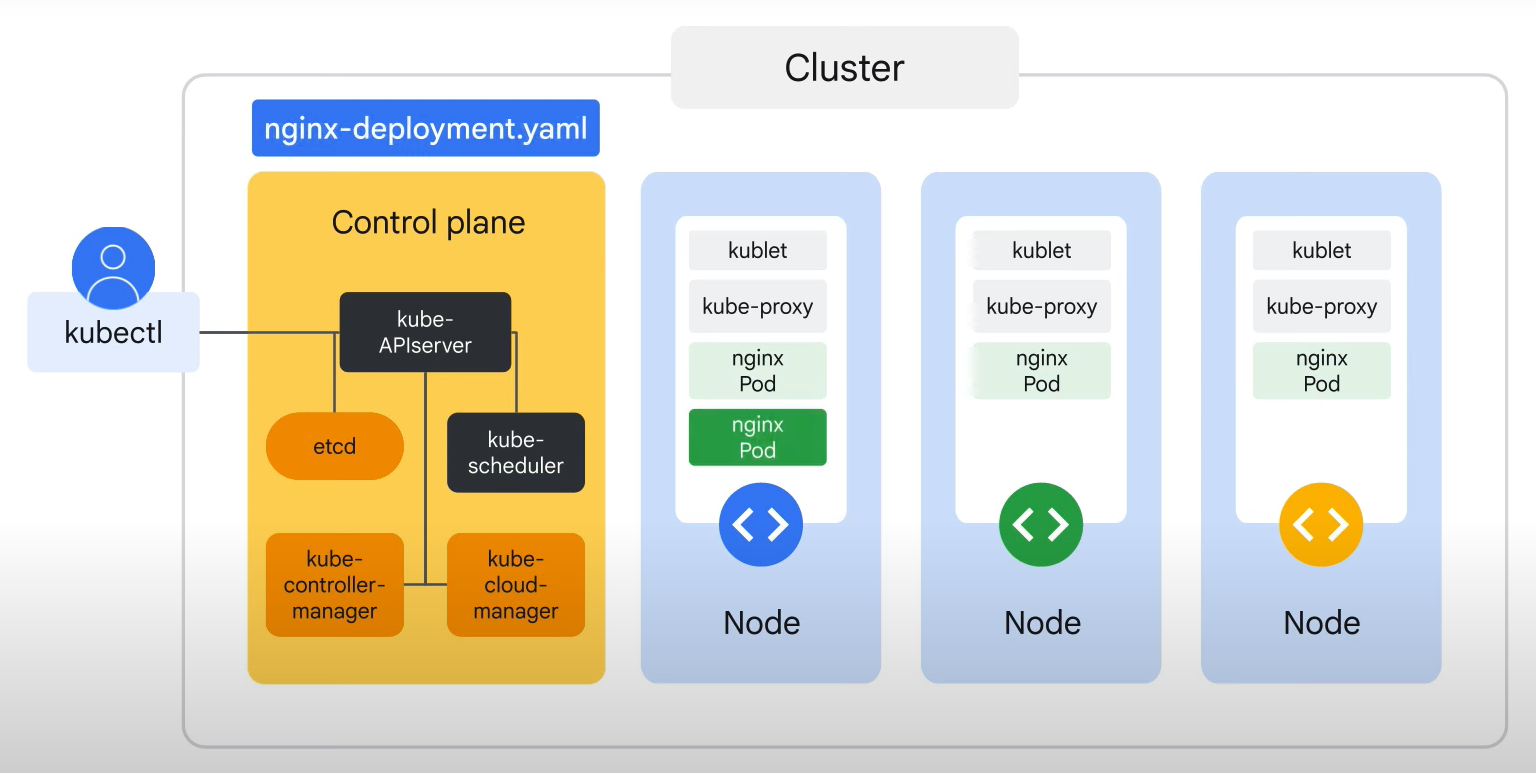 Cluster
nginx-deployment.yaml
Control plane
kubectl
kube-
APIserver
etcd
kube-
scheduler
kube-
controller-
manager
kube-
cloud-
manager
kublet
kube-proxy
nginx
Pod
nginx
Pod
Node
kublet
kube-proxy
nginx
Pod
Node
kublet
kube-proxy
nginx
Pod
Node